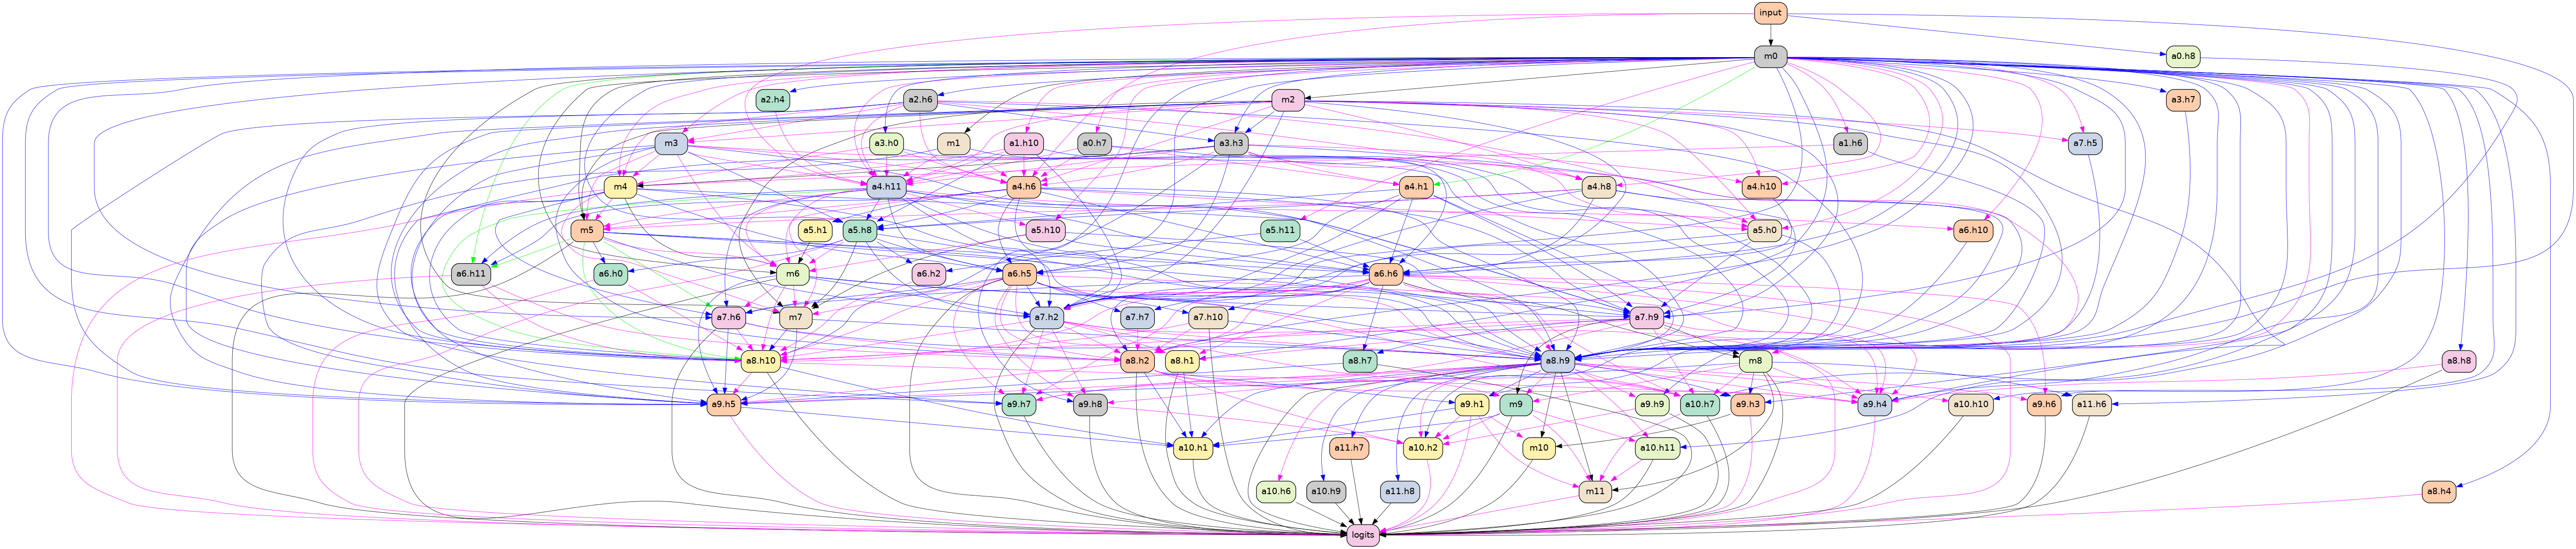 input
m0 a0.h8
a2.h4 a2.h6 m2 a3.h7
m3 a3.h0 m1 a1.h10 a0.h7 a3.h3 a1.h6 a7.h5
m4 a4.h11 a4.h6 a4.h1 a4.h8 a4.h10
m5 a5.h1 a5.h8 a5.h10 a5.h11 a5.h0 a6.h10
a6.h11 a6.h0 m6 a6.h2 a6.h5 a6.h6
a7.h6 m7 a7.h2 a7.h7 a7.h10 a7.h9
a8.h10 a8.h2 a8.h1 a8.h7 a8.h9 m8 a8.h8
a9.h5 a9.h7 a9.h8 a9.h1 m9 a9.h9 a10.h7 a9.h3 a9.h4 a10.h10 a9.h6 a11.h6
a10.h1 a11.h7 a10.h2 m10 a10.h11
a10.h6 a10.h9 a11.h8 m11 a8.h4
logits